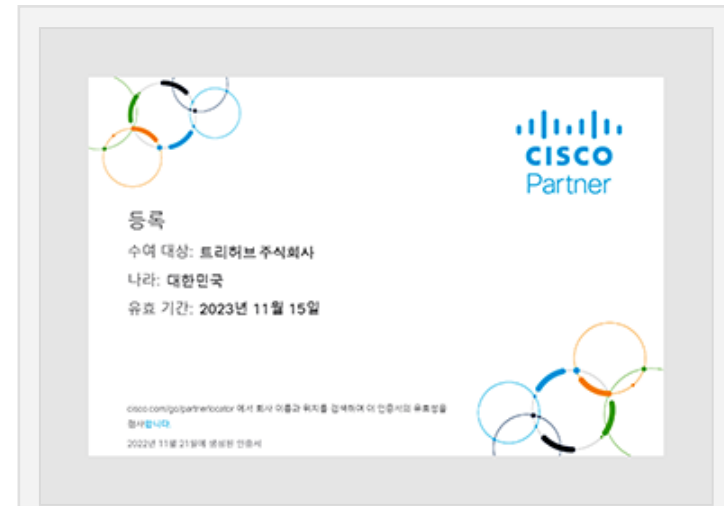 CISCO
Partner
등록
수여 대상: 트리허브 주식회사
나라: 대한민국
유효 기간: 2023년 11월 15일
cisco.com/go/partnerlocator 에서 회사 이름과 위치를 검색하여 이 인증서의 유효성을
검사합니다.
2022년 11월 21일에 생성된 인증서